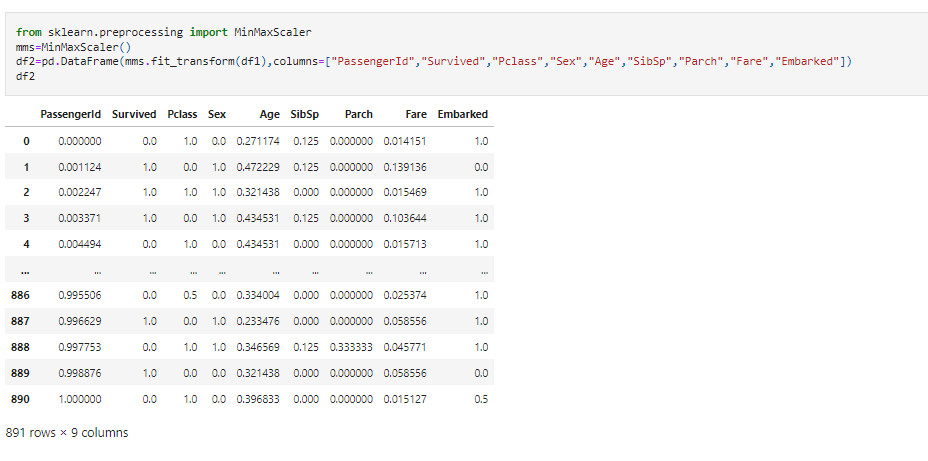 from sklearn.preprocessing import MinMaxScaler
mms=MinMaxScaler()
df2=pd.DataFrame(mms.fit_transform(df1),columns=["PassengerId","Survived","Pclass","Sex","Age","SibSp","Parch","Fare","Embarked"])
df2
PassengerId Survived Pclass Sex Age SibSp Parch Fare Embarked
0 0.000000 0.0 1.0 0.0 0.271174 0.125 0.000000 0.014151 1.0
1 0.001124 1.0 0.0 1.0 0.472229 0.125 0.000000 0.139136 0.0
2 0.002247 1.0 1.0 1.0 0.321438 0.000 0.000000 0.015469 1.0
3 0.003371 1.0 0.0 1.0 0.434531 0.125 0.000000 0.103644 1.0
4 0.004494 0.0 1.0 0.0 0.434531 0.000 0.000000 0.015713 1.0
... ... ... ... ... ... ... ... ... ...
886 0.995506 0.0 0.5 0.0 0.334004 0.000 0.000000 0.025374 1.0
887 0.996629 1.0 0.0 1.0 0.233476 0.000 0.000000 0.058556 1.0
888 0.997753 0.0 1.0 1.0 0.346569 0.125 0.333333 0.045771 1.0
889 0.998876 1.0 0.0 0.0 0.321438 0.000 0.000000 0.058556 0.0
890 1.000000 0.0 1.0 0.0 0.396833 0.000 0.000000 0.015127 0.5
891 rows × 9 columns